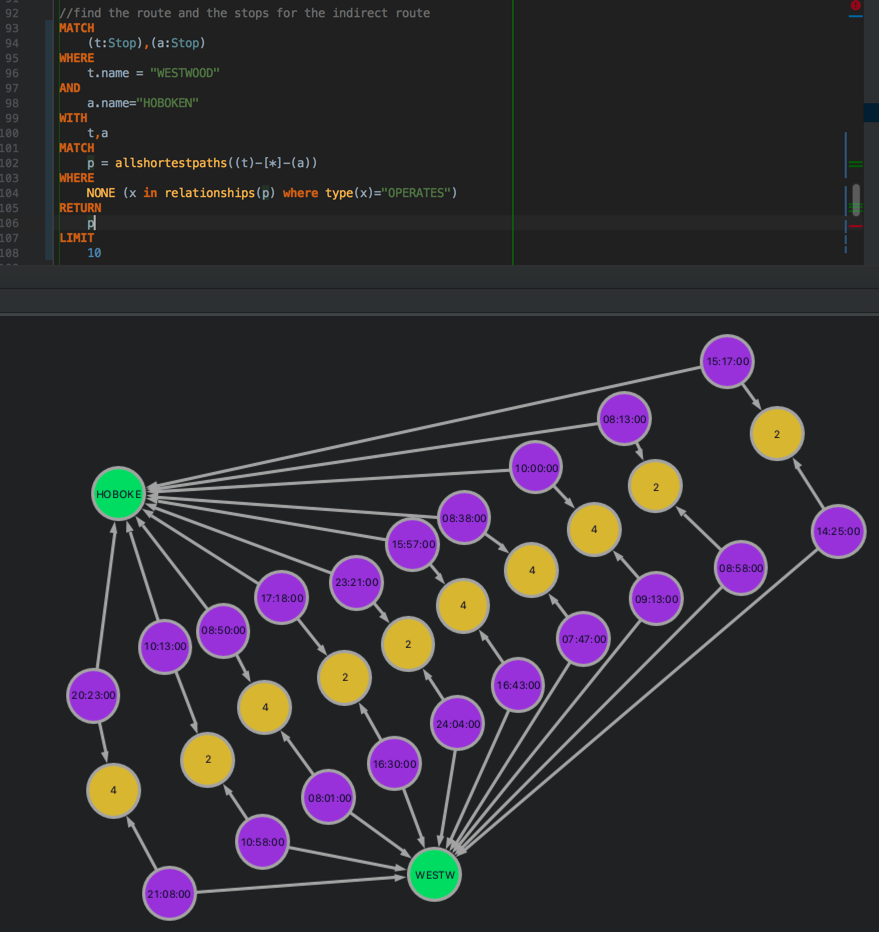 92 //find the route and the stops for the indirect route
93 MATCH
94 (t:Stop),(a:Stop)
95 WHERE
96 t.name = "WESTWOOD"
97 AND
98 a.name="HOBOKEN"
99 WITH
100 t,a
101 MATCH
102 p = allshortestpaths((t)-[*]-(a))
103 WHERE
104 NONE (x in relationships(p) where type(x)="OPERATES")
105 RETURN
106 p
107 LIMIT
108 10
15:17:00
08:13:00
2
10:00:00
2
HOBOKE
08:38:00
4
14:25:00
15:57:00
4
08:58:00
23:21:00
17:18:00
4
09:13:00
08:50:00
07:47:00
10:13:00
2
2
16:43:00
20:23:00
4
24:04:00
2
16:30:00
4
08:01:00
10:58:00
WESTW
21:08:00